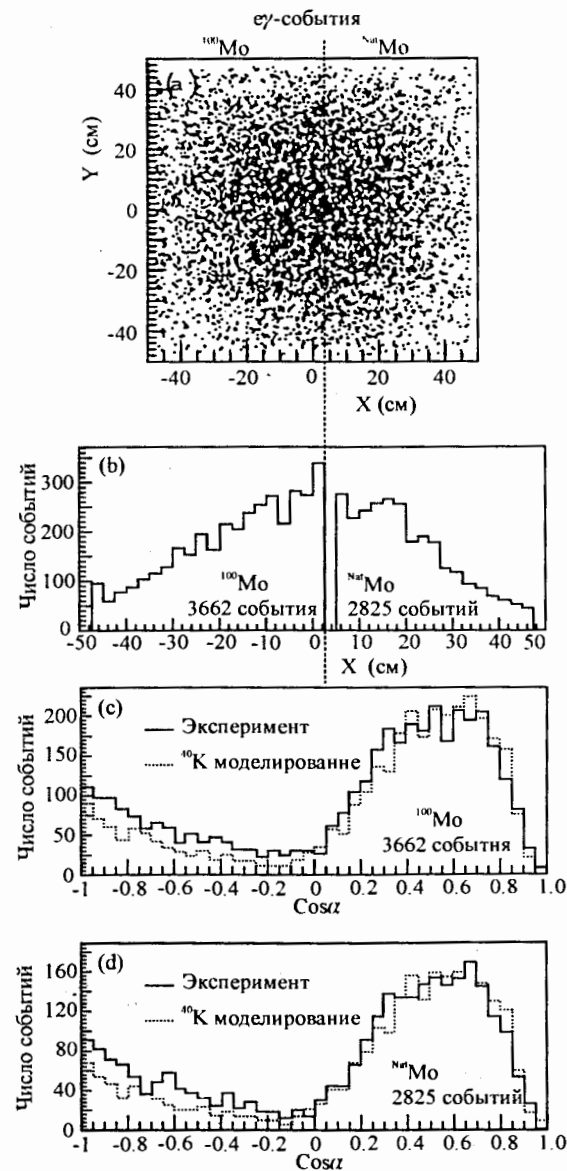 eγ-события
¹⁰⁰Mo NatMo
(a)
Y (см)
40
20
0
-20
-40
-40 -20 0 20 40
X (см)
(b)
Число событий
300
200
100
0
¹⁰⁰Mo
3662 события
NatMo
2825 событий
-50 -40 -30 -20 -10 0 10 20 30 40 50
X (см)
(c)
Число событий
200
150
100
50
0
Эксперимент
⁴⁰K моделирование
¹⁰⁰Mo
3662 события
-1 -0.8 -0.6 -0.4 -0.2 0 0.2 0.4 0.6 0.8 1.0
Cosα
(d)
Число событий
160
120
80
40
0
Эксперимент
⁴⁰K моделирование
NatMo
2825 событий
-1 -0.8 -0.6 -0.4 -0.2 0 0.2 0.4 0.6 0.8 1.0
Cosα